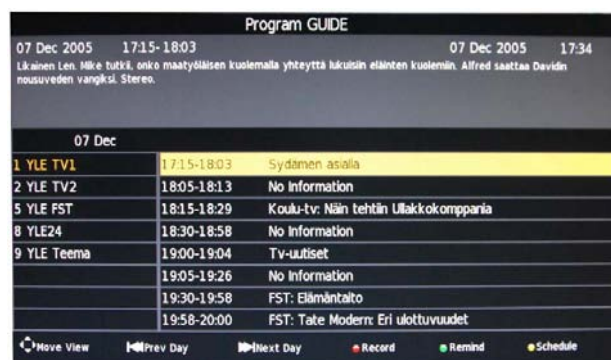 Program GUIDE
07 Dec 2005 17:15-18:03 07 Dec 2005 17:34
Likainen Len. Mike tutkii, onko maatyöläisen kuolemalla yhteyttä lukuisiin eläinten kuolemiin. Alfred saattaa Davidin
nousuveden vangiksi. Stereo.
07 Dec
1 YLE TV1 17:15-18:03 Sydämen asialla
2 YLE TV2 18:05-18:13 No Information
5 YLE FST 18:15-18:29 Koulu-tv: Näin tehtiin Ullakkokomppania
8 YLE24 18:30-18:58 No Information
9 YLE Teema 19:00-19:04 Tv-uutiset
19:05-19:26 No Information
19:30-19:58 FST: Elämäntaito
19:58-20:00 FST: Tate Modern: Eri ulottuvuudet
Move View Prev Day Next Day Record Remind Schedule